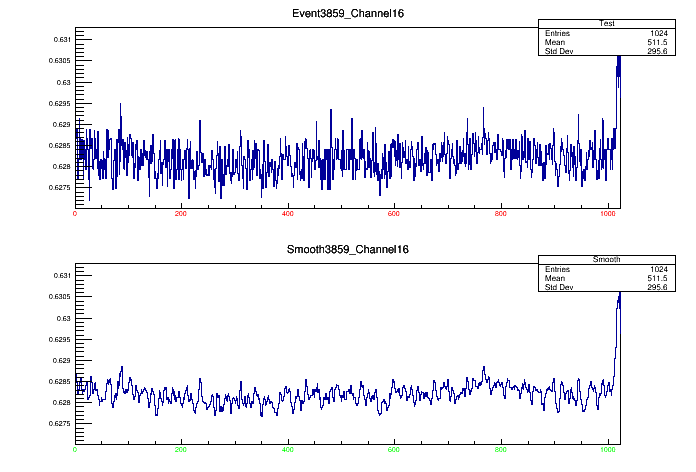 Event3859_Channel16
Test
Entries 1024
Mean 511.5
Std Dev 295.6
0.631
0.6305
0.63
0.6295
0.629
0.6285
0.628
0.6275
0 200 400 600 800 1000
Smooth3859_Channel16
Smooth
Entries 1024
Mean 511.5
Std Dev 295.6
0.631
0.6305
0.63
0.6295
0.629
0.6285
0.628
0.6275
0 200 400 600 800 1000